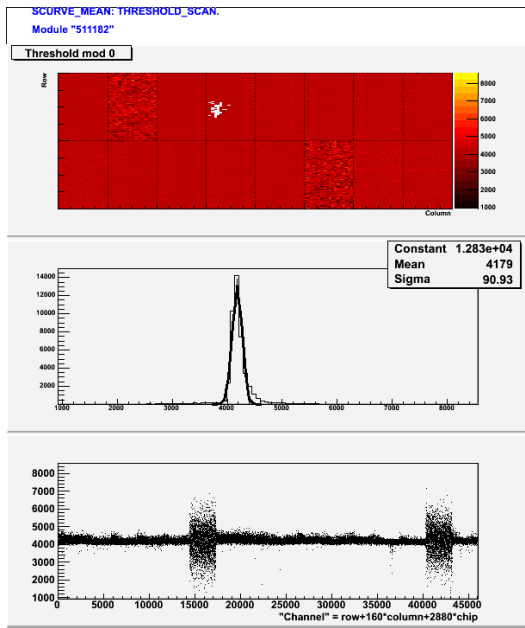 SCURVE_MEAN: THRESHOLD_SCAN.
Module "511182"
Threshold mod 0
Row
8000
7000
6000
5000
4000
3000
2000
1000
Column
Constant 1.283e+04
Mean 4179
Sigma 90.93
14000
12000
10000
8000
6000
4000
2000
1000 2000 3000 4000 5000 6000 7000 8000
8000
7000
6000
5000
4000
3000
2000
1000
0 5000 10000 15000 20000 25000 30000 35000 40000 45000
"Channel" = row+160*column+2880*chip